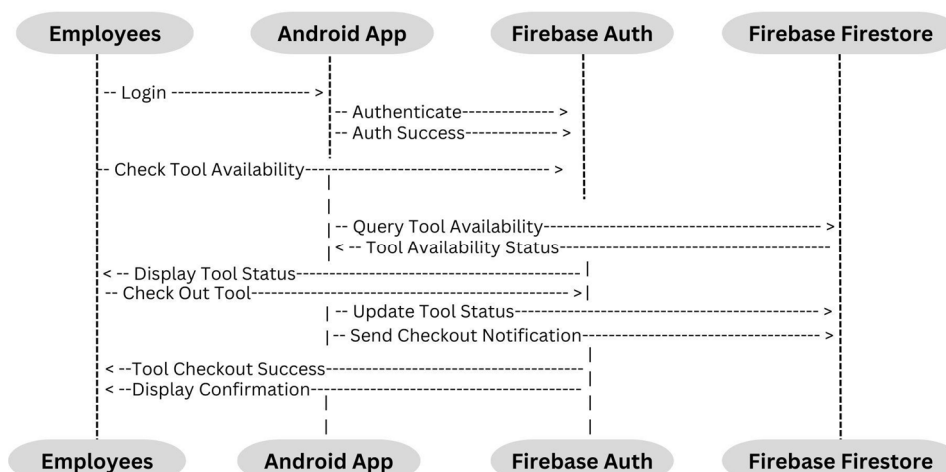 Employees Android App Firebase Auth Firebase Firestore
-- Login -------------------- >
-- Authenticate-------------- >
-- Auth Success------------- >
-- Check Tool Availability------------------------------------ >
-- Query Tool Availability---------------------------------------- >
< -- Tool Availability Status---------------------------------------
< -- Display Tool Status----------------------------------------
-- Check Out Tool---------------------------------------------- >
-- Update Tool Status-------------------------------------------- >
-- Send Checkout Notification---------------------------------- >
< --Tool Checkout Success-------------------------------------
< --Display Confirmation---------------------------------------
Employees Android App Firebase Auth Firebase Firestore